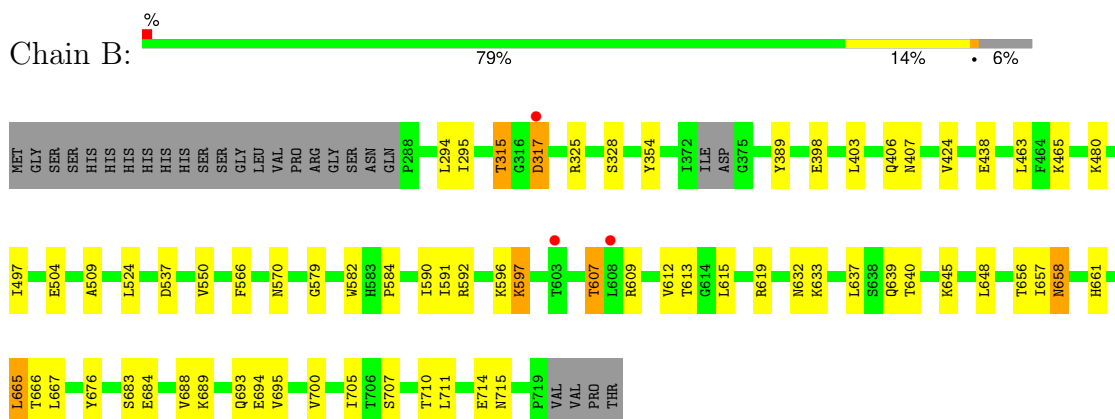 %
Chain B:
79% 14% • 6%
MET GLY SER SER HIS HIS HIS HIS HIS HIS SER SER GLY LEU VAL PRO ARG GLY SER ASN GLN P288 L294 I295 T315 G316 D317 R325 S328 Y354 I372 ILE ASP G375 Y389 E398 L403 Q406 N407 V424 E438 L463 F464 K465 K480
I497 E504 A509 L524 D537 V550 F566 N570 G579 W582 H583 P584 I590 I591 R592 K596 K597 T603 T607 L608 R609 V612 T613 G614 L615 R619 N632 K633 L637 S638 Q639 T640 K645 L648 T656 I657 N658 H661
L665 T666 L667 Y676 S683 E684 V688 K689 Q693 E694 V695 V700 I705 T706 S707 T710 L711 E714 N715 P719 VAL VAL PRO THR